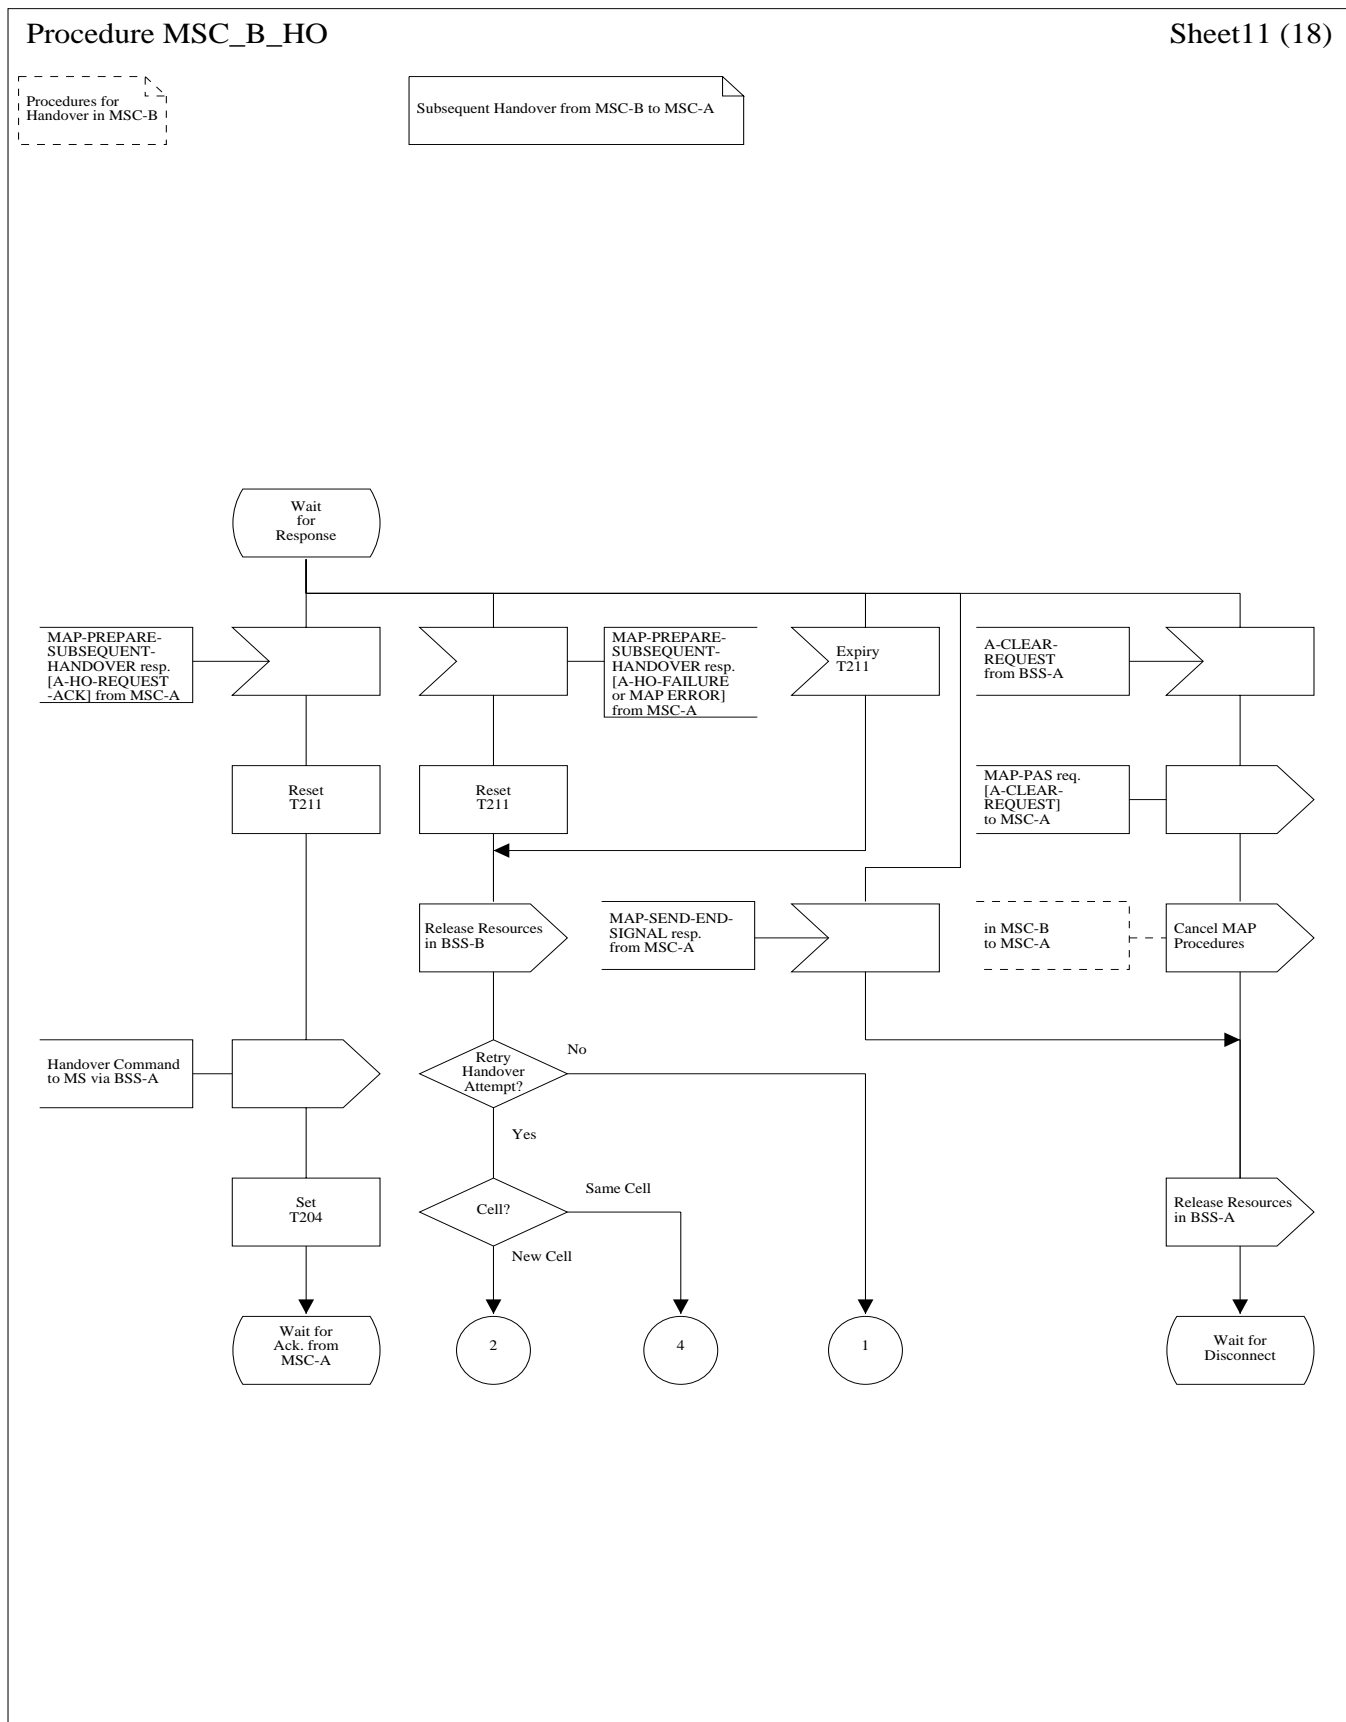 Procedure MSC_B_HO
Sheet11 (18)
Procedures for
Handover in MSC-B
Subsequent Handover from MSC-B to MSC-A
Wait
for
Response
MAP-PREPARE-
SUBSEQUENT-
HANDOVER resp.
[A-HO-REQUEST
-ACK] from MSC-A
MAP-PREPARE-
SUBSEQUENT-
HANDOVER resp.
[A-HO-FAILURE
or MAP ERROR]
from MSC-A
Expiry
T211
A-CLEAR-
REQUEST
from BSS-A
Reset
T211
Reset
T211
MAP-PAS req.
[A-CLEAR-
REQUEST]
to MSC-A
Release Resources
in BSS-B
MAP-SEND-END-
SIGNAL resp.
from MSC-A
in MSC-B
to MSC-A
Cancel MAP
Procedures
Handover Command
to MS via BSS-A
Retry
Handover
Attempt?
No
Yes
Set
T204
Cell?
Same Cell
New Cell
Release Resources
in BSS-A
Wait for
Ack. from
MSC-A
2
4
1
Wait for
Disconnect